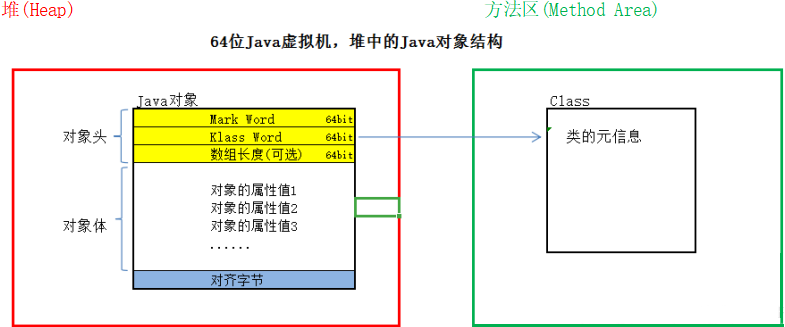 堆(Heap)
方法区(Method Area)
64位Java虚拟机，堆中的Java对象结构
Java对象
Class
对象头
Mark Word 64bit
Klass Word 64bit
数组长度(可选) 64bit
类的元信息
对象体
对象的属性值1
对象的属性值2
对象的属性值3
......
对齐字节